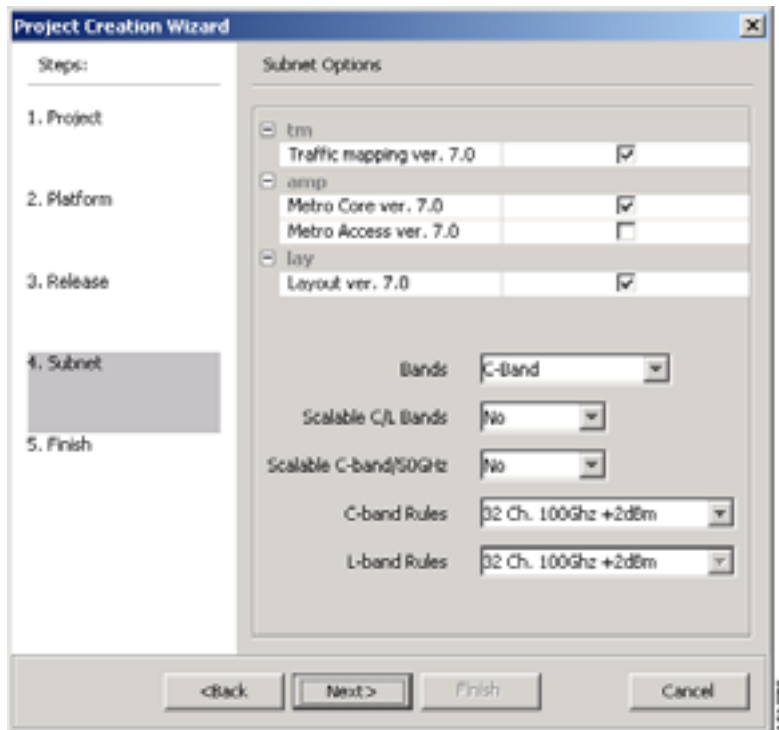 Project Creation Wizard
Steps:
Subnet Options
1. Project
2. Platform
3. Release
4. Subnet
5. Finish
tm
Traffic mapping ver. 7.0
amp
Metro Core ver. 7.0
Metro Access ver. 7.0
lay
Layout ver. 7.0
Bands C-Band
Scalable C/L Bands No
Scalable C-band/50GHz No
C-band Rules 32 Ch. 100Ghz +2dBm
L-band Rules 32 Ch. 100Ghz +2dBm
<Back Next> Finish Cancel